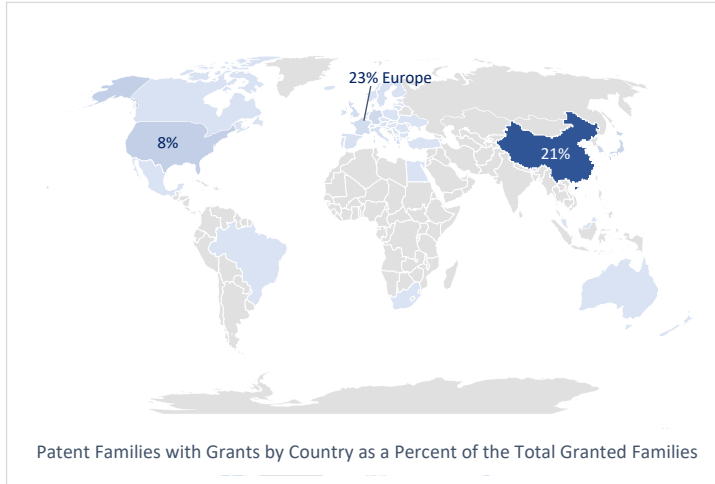 23% Europe
8%
21%
Patent Families with Grants by Country as a Percent of the Total Granted Families